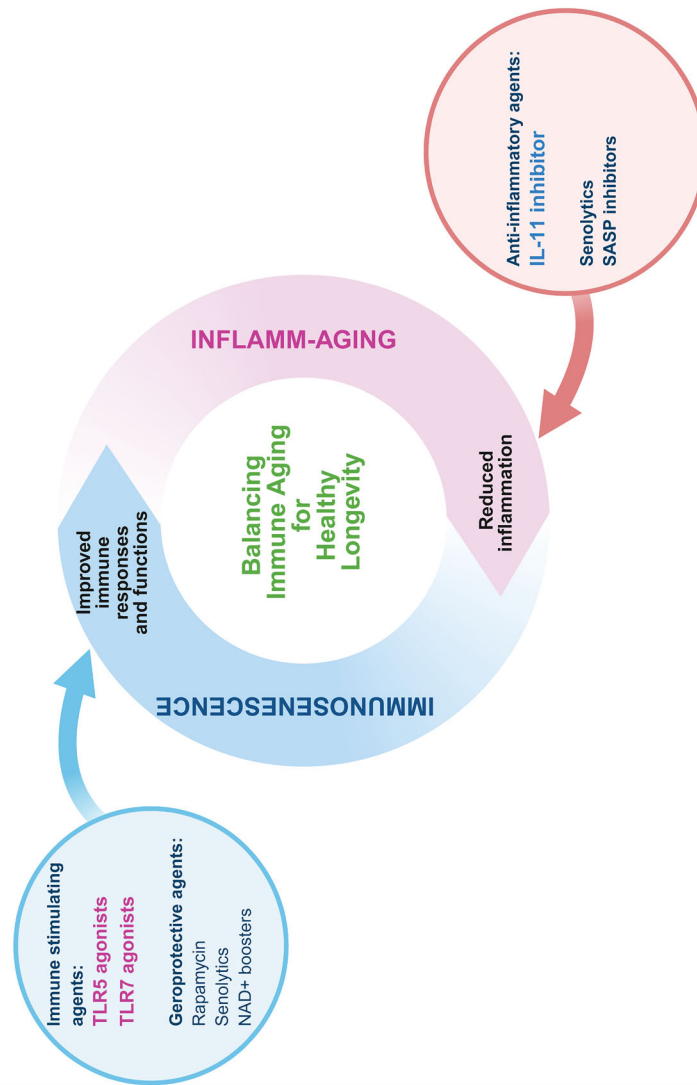 Immune stimulating
agents:
TLR5 agonists
TLR7 agonists
Geroprotective agents:
Rapamycin
Senolytics
NAD+ boosters
Improved
immune
responses
and functions
IMMUNOSENESCENCE
Balancing
Immune Aging
for
Healthy
Longevity
INFLAMM-AGING
Reduced
inflammation
Anti-inflammatory agents:
IL-11 inhibitor
Senolytics
SASP inhibitors